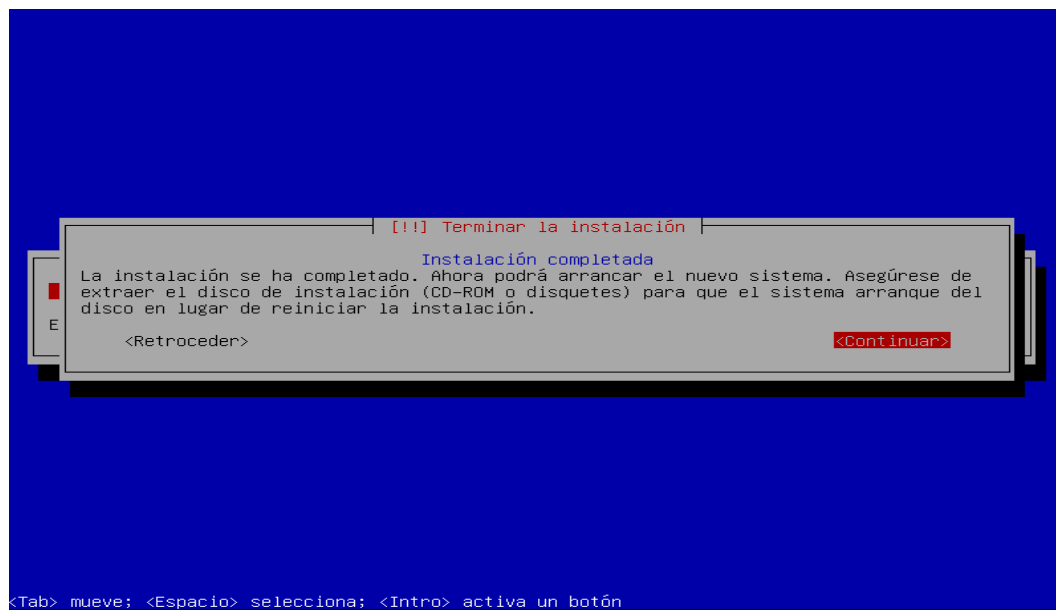 [!!] Terminar la instalación
Instalación completada
La instalación se ha completado. Ahora podrá arrancar el nuevo sistema. Asegúrese de
extraer el disco de instalación (CD-ROM o disquetes) para que el sistema arranque del
disco en lugar de reiniciar la instalación.
E
<Retroceder> <Continuar>
<Tab> mueve; <Espacio> selecciona; <Intro> activa un botón